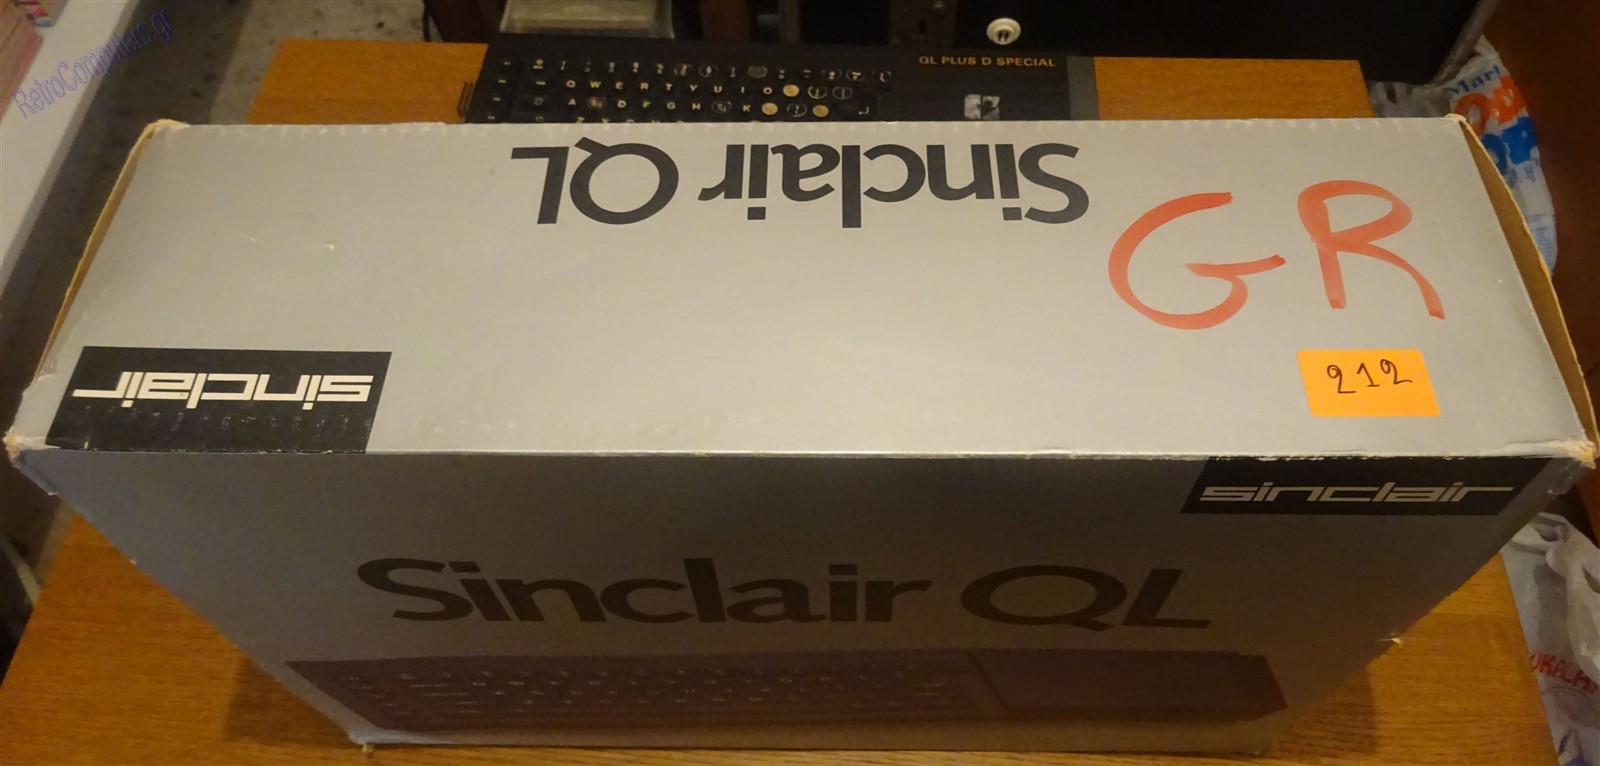 RetroComputers.gr
QL PLUS D SPECIAL
Q W E R T Y U I O
A D F G H K
Sinclair QL
GR
212
sinclair
sinclair
Sinclair QL